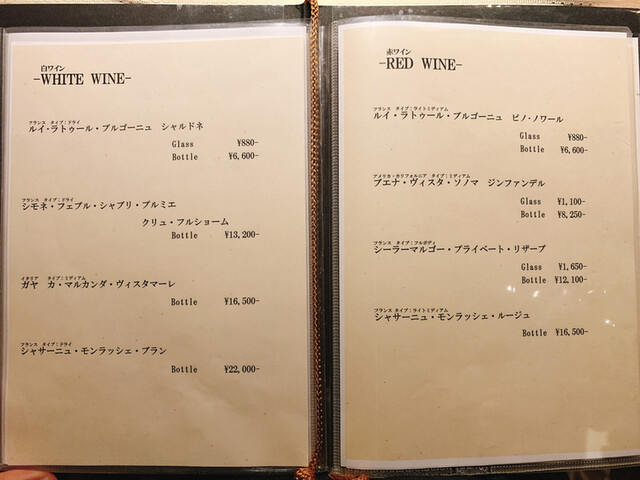 白ワイン
-WHITE WINE-
フランス タイプ：ドライ
ルイ・ラトゥール・ブルゴーニュ シャルドネ
Glass ¥880-
Bottle ¥6,600-
フランス タイプ：ドライ
シモネ・フェブル・シャブリ・プルミエ
クリュ・フルショーム
Bottle ¥13,200-
イタリア タイプ：ミディアム
ガヤ カ・マルカンダ・ヴィスタマーレ
Bottle ¥16,500-
フランス タイプ：ドライ
シャサーニュ・モンラッシェ・ブラン
Bottle ¥22,000-
赤ワイン
-RED WINE-
フランス タイプ：ライトミディアム
ルイ・ラトゥール・ブルゴーニュ ピノ・ノワール
Glass ¥880-
Bottle ¥6,600-
アメリカ・カリフォルニア タイプ：ミディアム
ブエナ・ヴィスタ・ソノマ ジンファンデル
Glass ¥1,100-
Bottle ¥8,250-
フランス タイプ：フルボディ
シーラーマルゴー・プライベート・リザーブ
Glass ¥1,650-
Bottle ¥12,100-
フランス タイプ：ライトミディアム
シャサーニュ・モンラッシェ・ルージュ
Bottle ¥16,500-